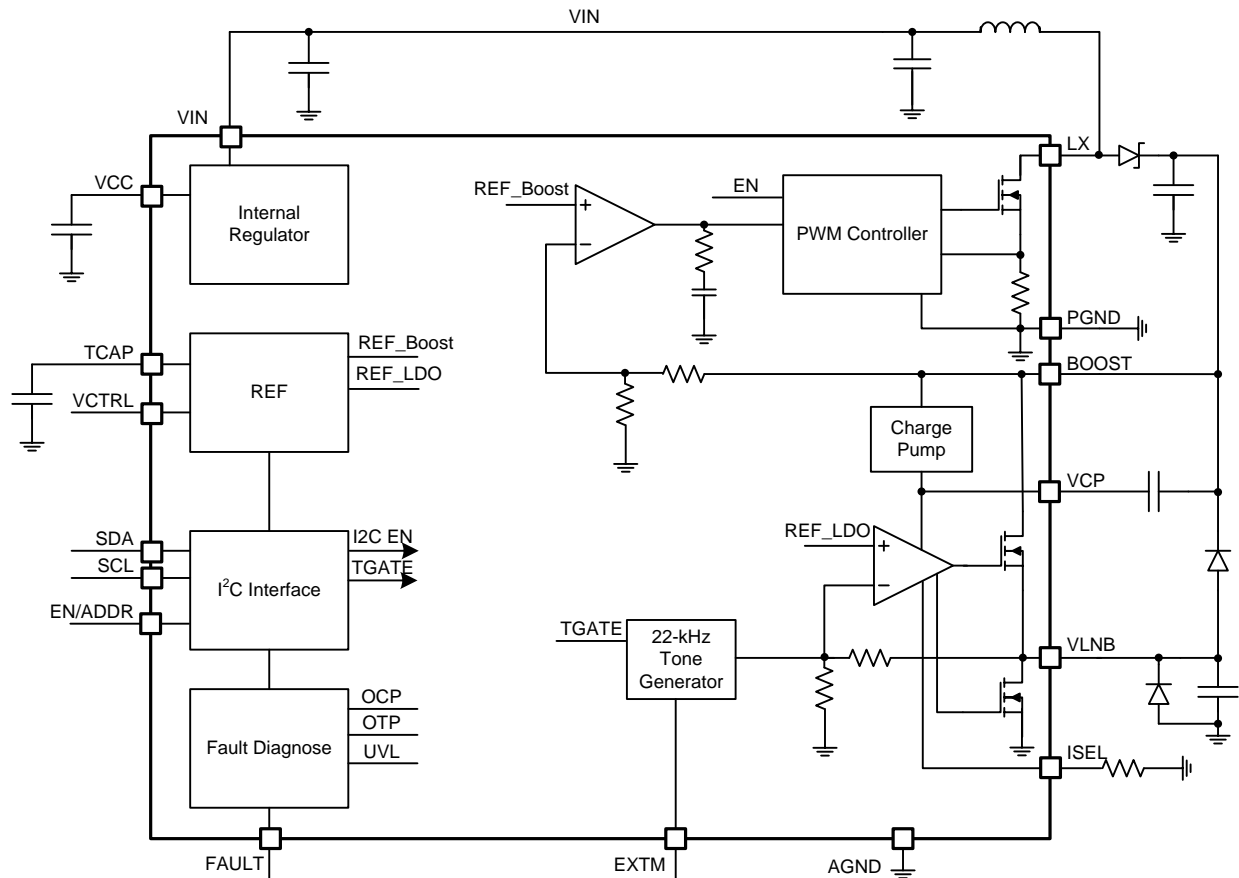 VIN
VIN
LX
VCC
Internal
Regulator
REF_Boost
+
−
EN
PWM Controller
PGND
TCAP
VCTRL
REF
REF_Boost
REF_LDO
BOOST
Charge
Pump
VCP
SDA
SCL
EN/ADDR
I²C Interface
I2C EN
TGATE
REF_LDO
+
−
TGATE
22-kHz
Tone
Generator
VLNB
Fault Diagnose
OCP
OTP
UVL
ISEL
FAULT
EXTM
AGND